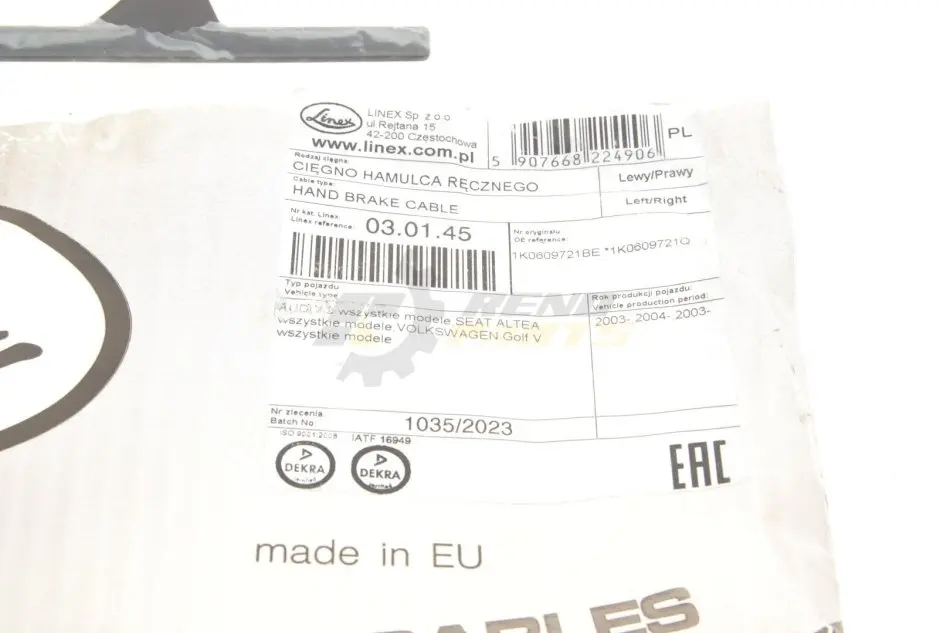 Linex
LINEX Sp. z o.o
ul Rejtana 15
42-200 Częstochowa
www.linex.com.pl
5 907668 224906
PL
Rodzaj cięgna:
CIĘGNO HAMULCA RĘCZNEGO
Lewy/Prawy
Cable type:
HAND BRAKE CABLE
Left/Right
Nr kat. Linex:
Linex reference:
03.01.45
Nr oryginału
OE reference:
1K0609721BE *1K0609721Q
Typ pojazdu
Vehicle type
Rok produkcji pojazdu:
Vehicle production period:
wszystkie modele,SEAT ALTEA
wszystkie modele,VOLKSWAGEN Golf V
wszystkie modele
2003- 2004- 2003-
Nr zlecenia
Batch No
1035/2023
ISO 9001:2008
IATF 16949
DEKRA
DEKRA
EAC
made in EU
CABLES